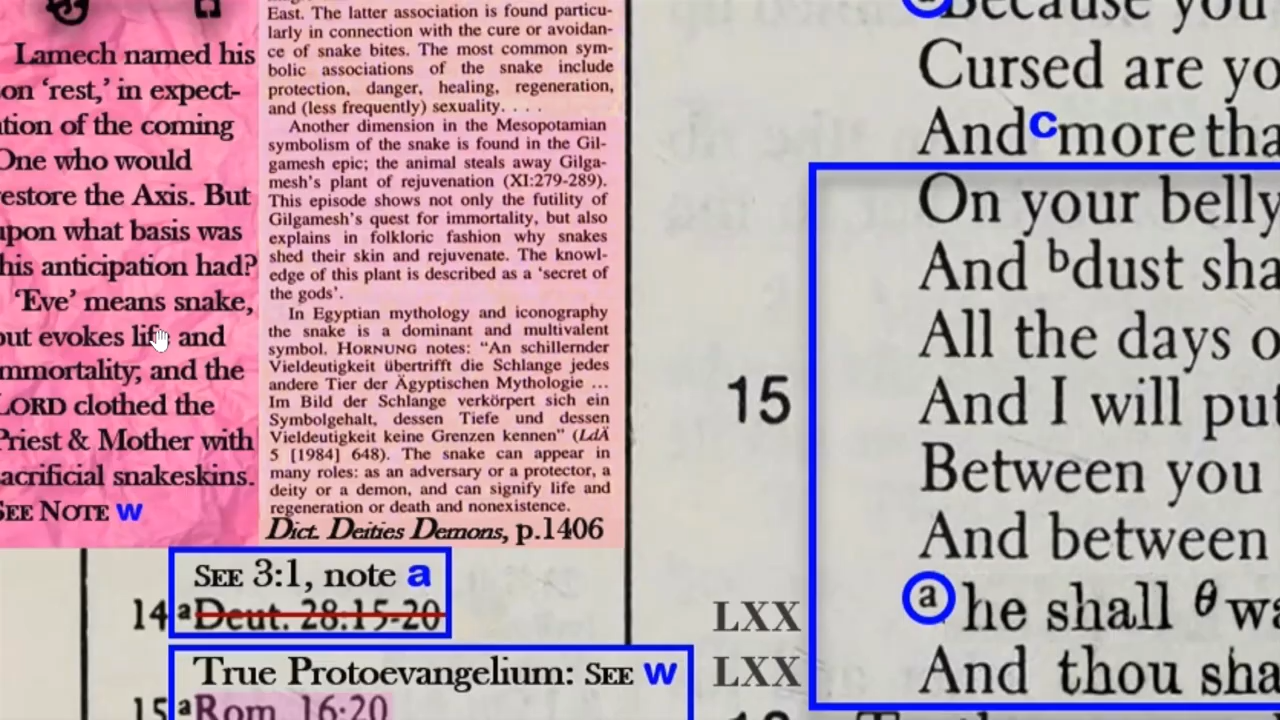 Lamech named his
on ‘rest,’ in expect-
tion of the coming
One who would
estore the Axis. But
upon what basis was
his anticipation had?
‘Eve’ means snake,
out evokes life and
mmortality; and the
LORD clothed the
Priest & Mother with
acrificial snakeskins.
SEE NOTE w
East. The latter association is found particu-
larly in connection with the cure or avoidan-
ce of snake bites. The most common sym-
bolic associations of the snake include
protection, danger, healing, regeneration,
and (less frequently) sexuality. . . .
Another dimension in the Mesopotamian
symbolism of the snake is found in the Gil-
gamesh epic; the animal steals away Gilga-
mesh’s plant of rejuvenation (XI:279-289).
This episode shows not only the futility of
Gilgamesh’s quest for immortality, but also
explains in folkloric fashion why snakes
shed their skin and rejuvenate. The knowl-
edge of this plant is described as a ‘secret of
the gods’.
In Egyptian mythology and iconography
the snake is a dominant and multivalent
symbol. HORNUNG notes: “An schillernder
Vieldeutigkeit übertrifft die Schlange jedes
andere Tier der Ägyptischen Mythologie ...
Im Bild der Schlange verkörpert sich ein
Symbolgehalt, dessen Tiefe und dessen
Vieldeutigkeit keine Grenzen kennen” (LdÄ
5 [1984] 648). The snake can appear in
many roles: as an adversary or a protector, a
deity or a demon, and can signify life and
regeneration or death and nonexistence.
Dict. Deities Demons, p.1406
SEE 3:1, note a
14 a Deut. 28:15-20
True Protoevangelium: SEE w
15 a Rom. 16:20
a Because you
Cursed are yo
And c more tha
On your belly
And b dust sha
All the days o
15 And I will put
Between you
And between
LXX a he shall θ wa
LXX And thou sha